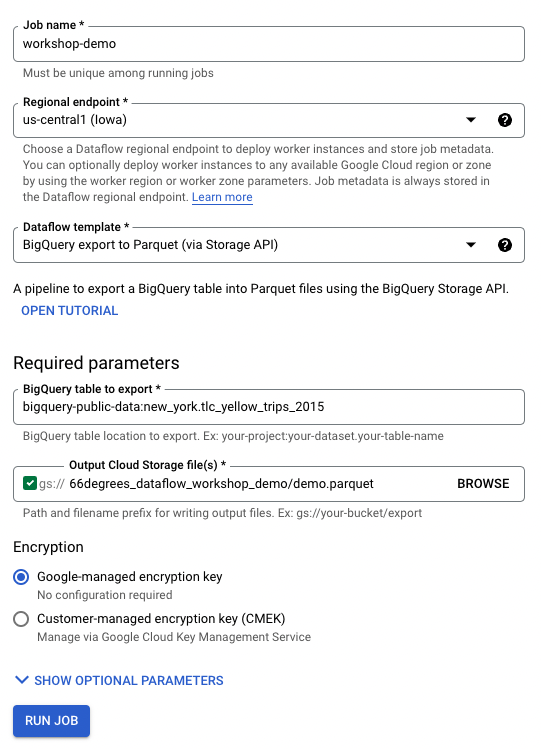 Job name *
workshop-demo
Must be unique among running jobs
Regional endpoint *
us-central1 (Iowa)
Choose a Dataflow regional endpoint to deploy worker instances and store job metadata.
You can optionally deploy worker instances to any available Google Cloud region or zone
by using the worker region or worker zone parameters. Job metadata is always stored in
the Dataflow regional endpoint. Learn more
Dataflow template *
BigQuery export to Parquet (via Storage API)
A pipeline to export a BigQuery table into Parquet files using the BigQuery Storage API.
OPEN TUTORIAL
Required parameters
BigQuery table to export *
bigquery-public-data:new_york.tlc_yellow_trips_2015
BigQuery table location to export. Ex: your-project:your-dataset.your-table-name
Output Cloud Storage file(s) *
gs:// 66degrees_dataflow_workshop_demo/demo.parquet BROWSE
Path and filename prefix for writing output files. Ex: gs://your-bucket/export
Encryption
Google-managed encryption key
No configuration required
Customer-managed encryption key (CMEK)
Manage via Google Cloud Key Management Service
SHOW OPTIONAL PARAMETERS
RUN JOB